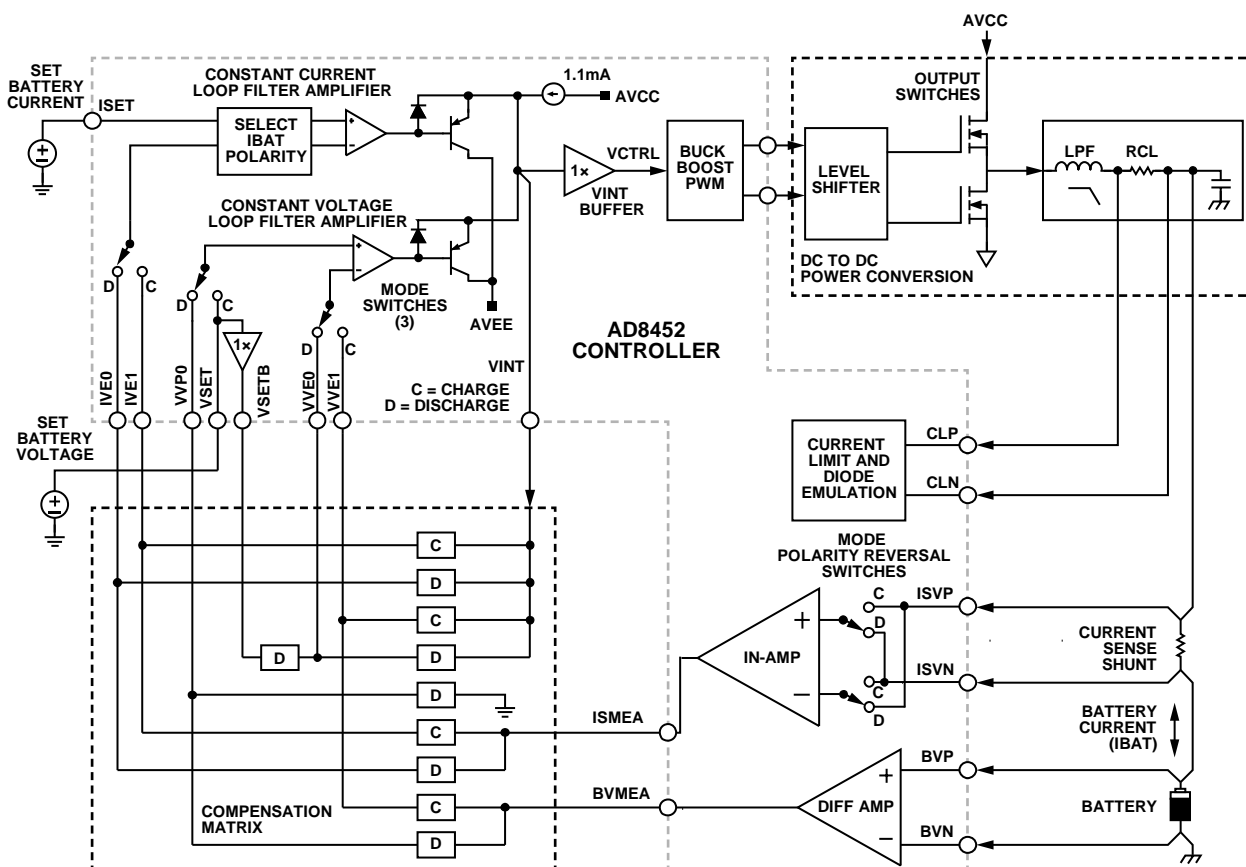 AVCC
SET
BATTERY
CURRENT
ISET
CONSTANT CURRENT
LOOP FILTER AMPLIFIER
1.1mA
AVCC
OUTPUT
SWITCHES
SELECT
IBAT
POLARITY
+
–
BUCK
BOOST
PWM
LEVEL
SHIFTER
LPF
RCL
1×
VCTRL
VINT
BUFFER
CONSTANT VOLTAGE
LOOP FILTER AMPLIFIER
+
–
DC TO DC
POWER CONVERSION
D
C
D
C
MODE
SWITCHES
(3)
AVEE
1×
D
C
AD8452
CONTROLLER
IVE0
IVE1
VVP0
VSET
VSETB
VVE0
VVE1
VINT
C = CHARGE
D = DISCHARGE
SET
BATTERY
VOLTAGE
CURRENT
LIMIT AND
DIODE
EMULATION
CLP
CLN
C
D
C
D
D
D
C
D
C
D
COMPENSATION
MATRIX
MODE
POLARITY REVERSAL
SWITCHES
C
D
C
D
+
–
IN-AMP
ISVP
ISVN
CURRENT
SENSE
SHUNT
ISMEA
BATTERY
CURRENT
(IBAT)
BVMEA
+
–
DIFF AMP
BVP
BVN
BATTERY